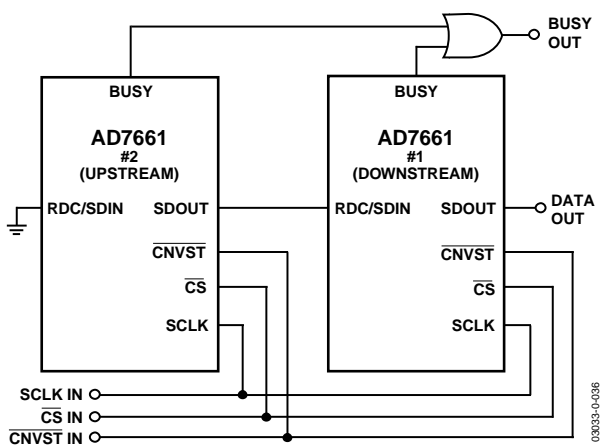 BUSY
OUT
BUSY
AD7661
#2
(UPSTREAM)
RDC/SDIN
SDOUT
CNVST
CS
SCLK
BUSY
AD7661
#1
(DOWNSTREAM)
RDC/SDIN
SDOUT
CNVST
CS
SCLK
DATA
OUT
SCLK IN
CS IN
CNVST IN
03033-0-036